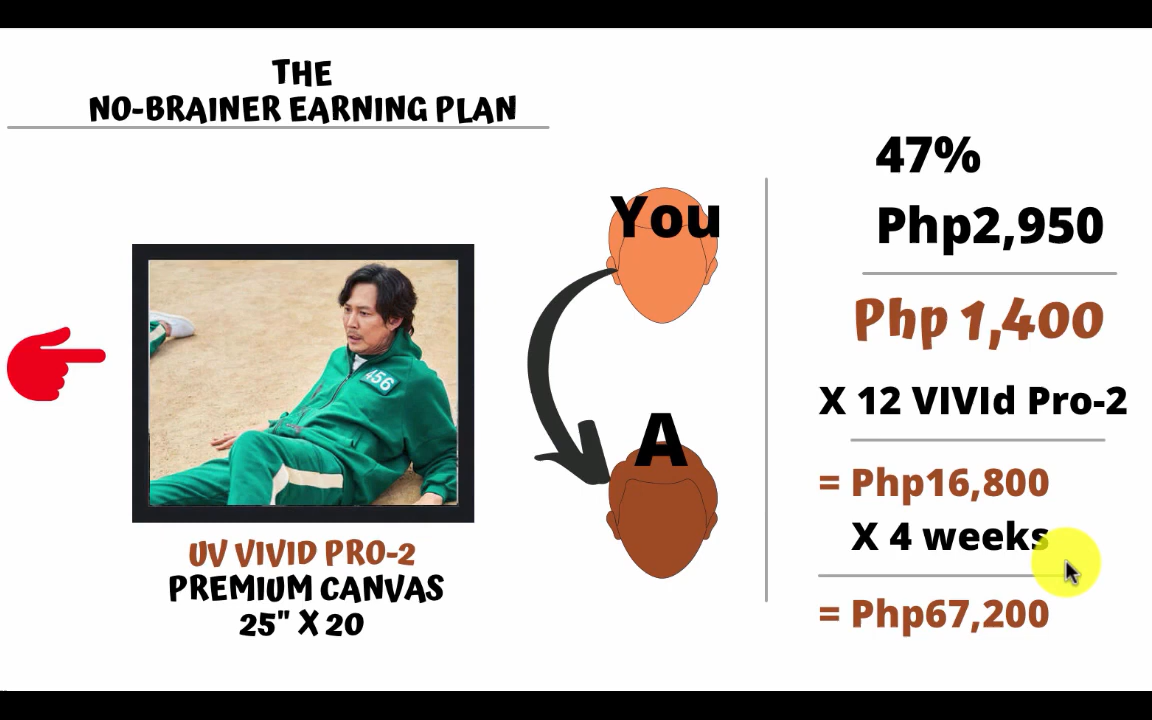 THE
NO-BRAINER EARNING PLAN
456
UV VIVID PRO-2
PREMIUM CANVAS
25" X 20
You
A
47%
Php2,950
Php 1,400
X 12 VIVId Pro-2
= Php16,800
X 4 weeks
= Php67,200